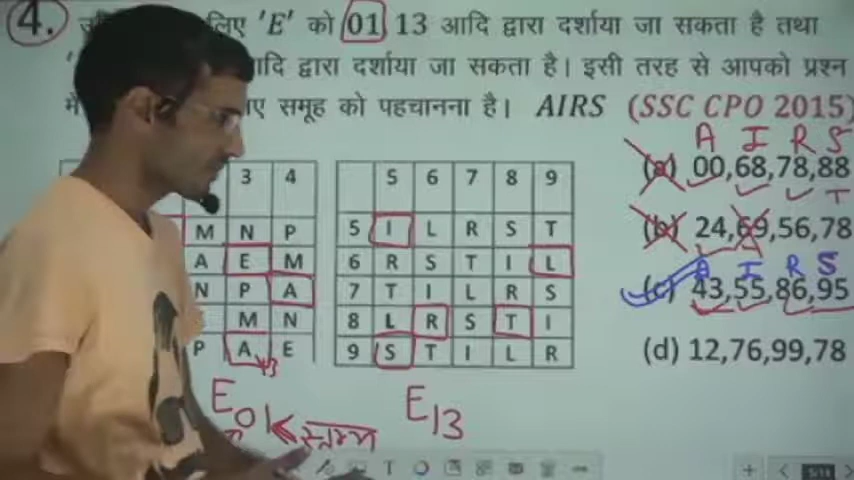 4. लिए 'E' को 01 13 आदि द्वारा दर्शाया जा सकता है तथा
' आदि द्वारा दर्शाया जा सकता है। इसी तरह से आपको प्रश्न
में लिए समूह को पहचानना है। AIRS (SSC CPO 2015)
A I R S
(a) 00,68,78,88
T
(b) 24,69,56,78
A I R S
(c) 43,55,86,95
(d) 12,76,99,78
3 4
M N P
A E M
N P A
M N
P A E
43
5 6 7 8 9
5 I L R S T
6 R S T I L
7 T I L R S
8 L R S T I
9 S T I L R
E01 स्तम्भ
E13